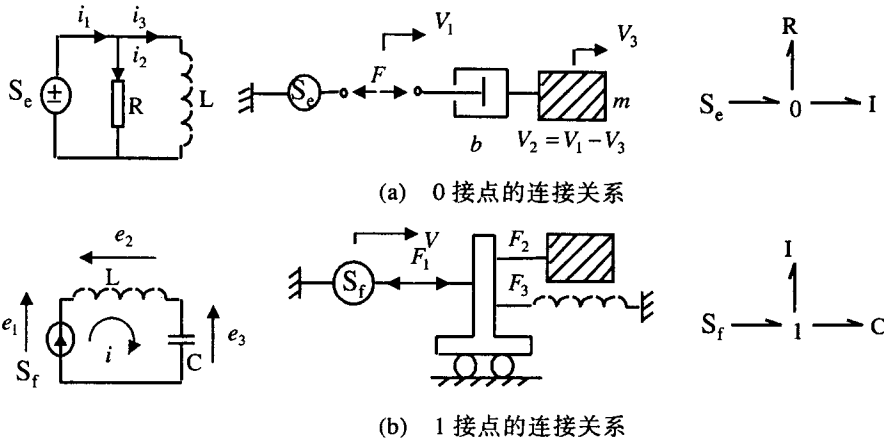 i₁ i₃
i₂
Sₑ ± R L
V₁ V₃
Sₑ F m
b V₂ = V₁ − V₃
R
Sₑ 0 I
(a) 0 接点的连接关系
e₂
L
e₁ i C e₃
S_f
V
S_f F₁ F₂
F₃
I
S_f 1 C
(b) 1 接点的连接关系